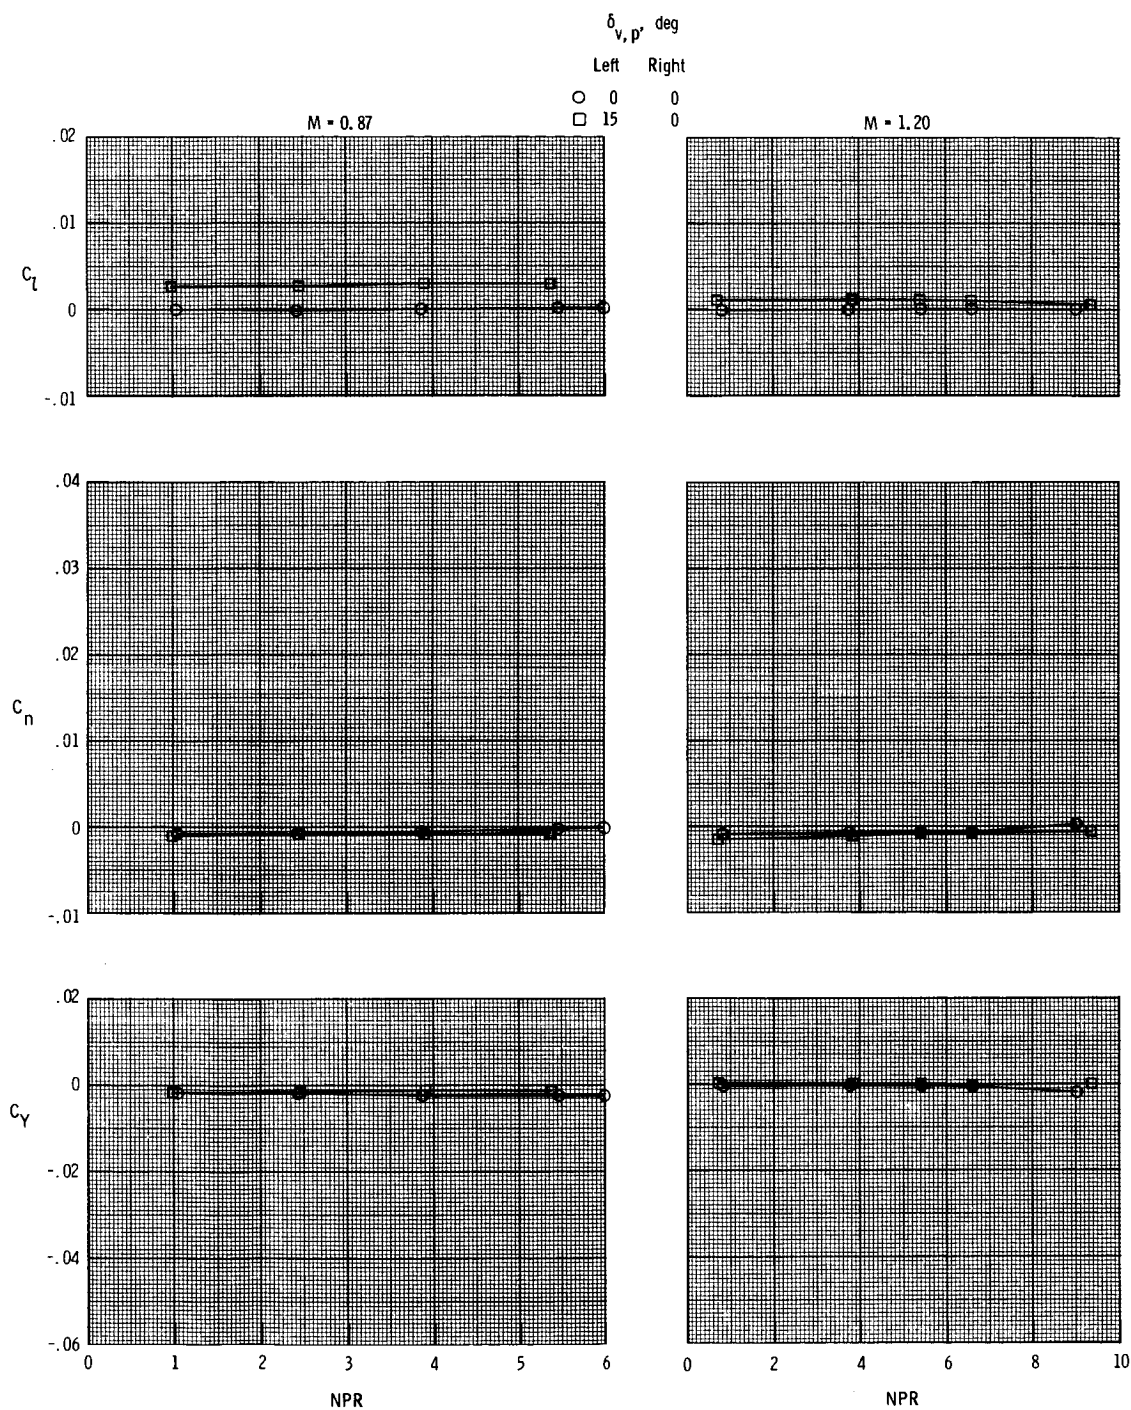 δv,p, deg
Left Right
0 0
15 0
M = 0.87
M = 1.20
.02
.01
Cl
0
-.01
.04
.03
.02
Cn
.01
0
-.01
.02
0
CY
-.02
-.04
-.06
0 1 2 3 4 5 6
0 2 4 6 8 10
NPR
NPR